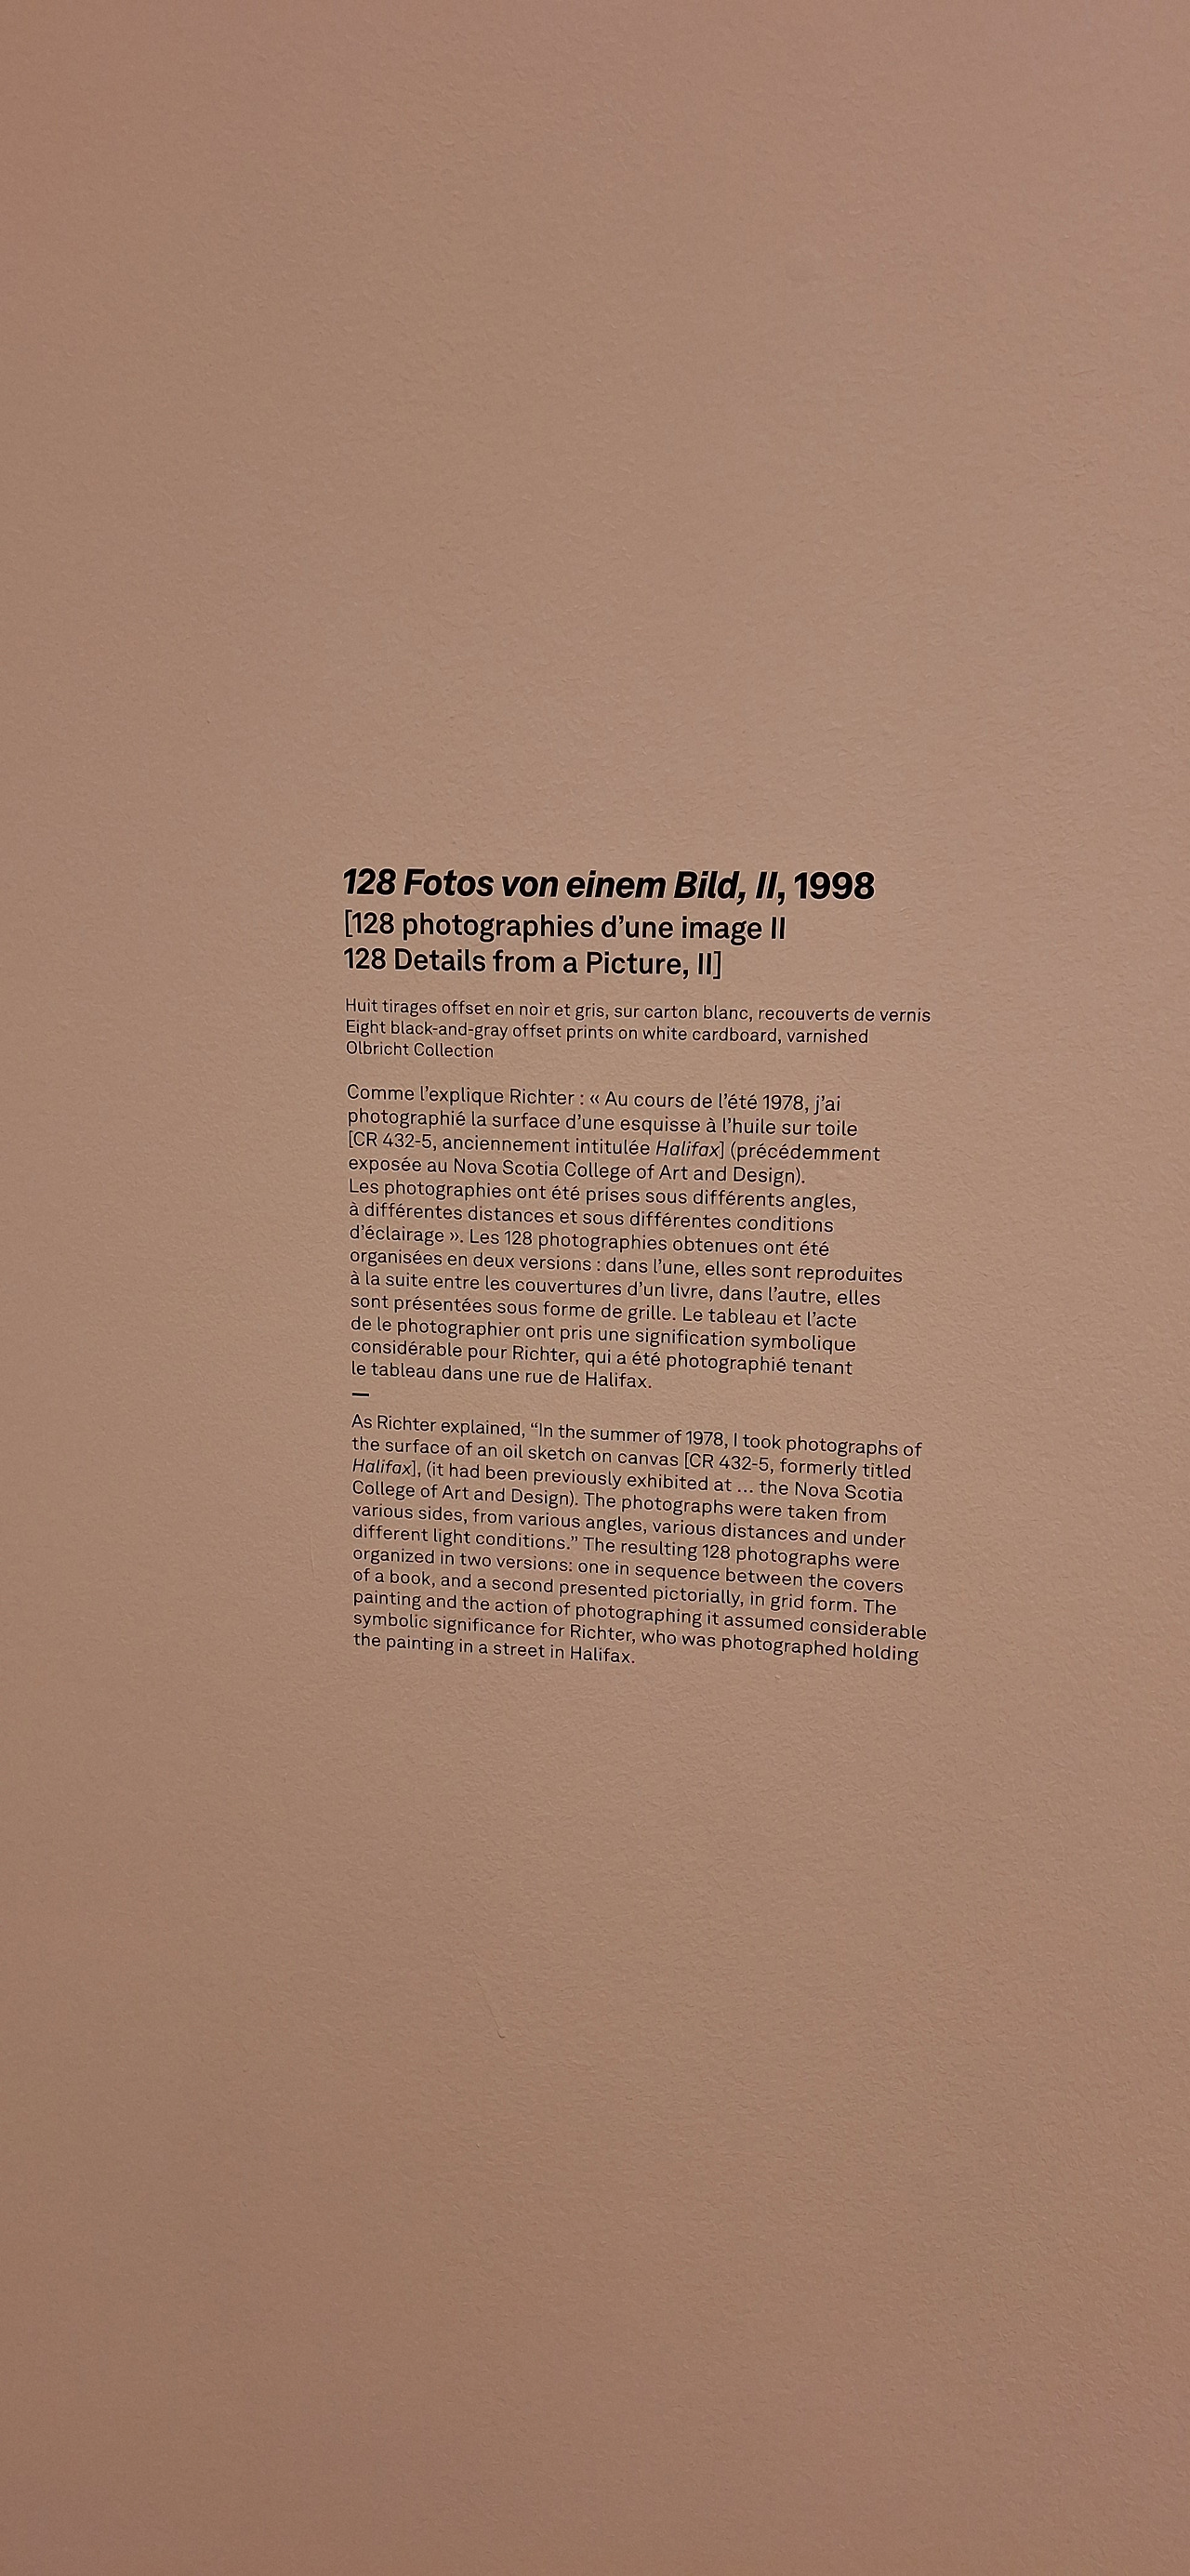 128 Fotos von einem Bild, II, 1998
[128 photographies d’une image II
128 Details from a Picture, II]
Huit tirages offset en noir et gris, sur carton blanc, recouverts de vernis
Eight black-and-gray offset prints on white cardboard, varnished
Olbricht Collection
Comme l’explique Richter : « Au cours de l’été 1978, j’ai
photographié la surface d’une esquisse à l’huile sur toile
[CR 432-5, anciennement intitulée Halifax] (précédemment
exposée au Nova Scotia College of Art and Design).
Les photographies ont été prises sous différents angles,
à différentes distances et sous différentes conditions
d’éclairage ». Les 128 photographies obtenues ont été
organisées en deux versions : dans l’une, elles sont reproduites
à la suite entre les couvertures d’un livre, dans l’autre, elles
sont présentées sous forme de grille. Le tableau et l’acte
de le photographier ont pris une signification symbolique
considérable pour Richter, qui a été photographié tenant
le tableau dans une rue de Halifax.
—
As Richter explained, “In the summer of 1978, I took photographs of
the surface of an oil sketch on canvas [CR 432-5, formerly titled
Halifax], (it had been previously exhibited at ... the Nova Scotia
College of Art and Design). The photographs were taken from
various sides, from various angles, various distances and under
different light conditions.” The resulting 128 photographs were
organized in two versions: one in sequence between the covers
of a book, and a second presented pictorially, in grid form. The
painting and the action of photographing it assumed considerable
symbolic significance for Richter, who was photographed holding
the painting in a street in Halifax.